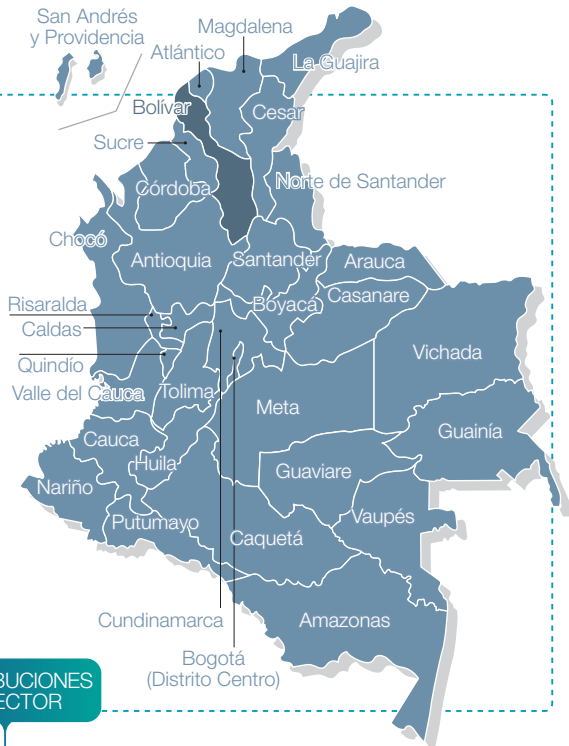 San Andrés
y Providencia
Magdalena
Atlántico
La Guajira
Bolívar
Cesar
Sucre
Norte de Santander
Córdoba
Chocó
Antioquia
Santander
Arauca
Boyacá
Casanare
Risaralda
Caldas
Vichada
Quindío
Valle del Cauca
Tolima
Meta
Guainía
Cauca
Huila
Guaviare
Nariño
Putumayo
Caquetá
Vaupés
Cundinamarca
Amazonas
Bogotá
(Distrito Centro)
BUCIONES
ECTOR